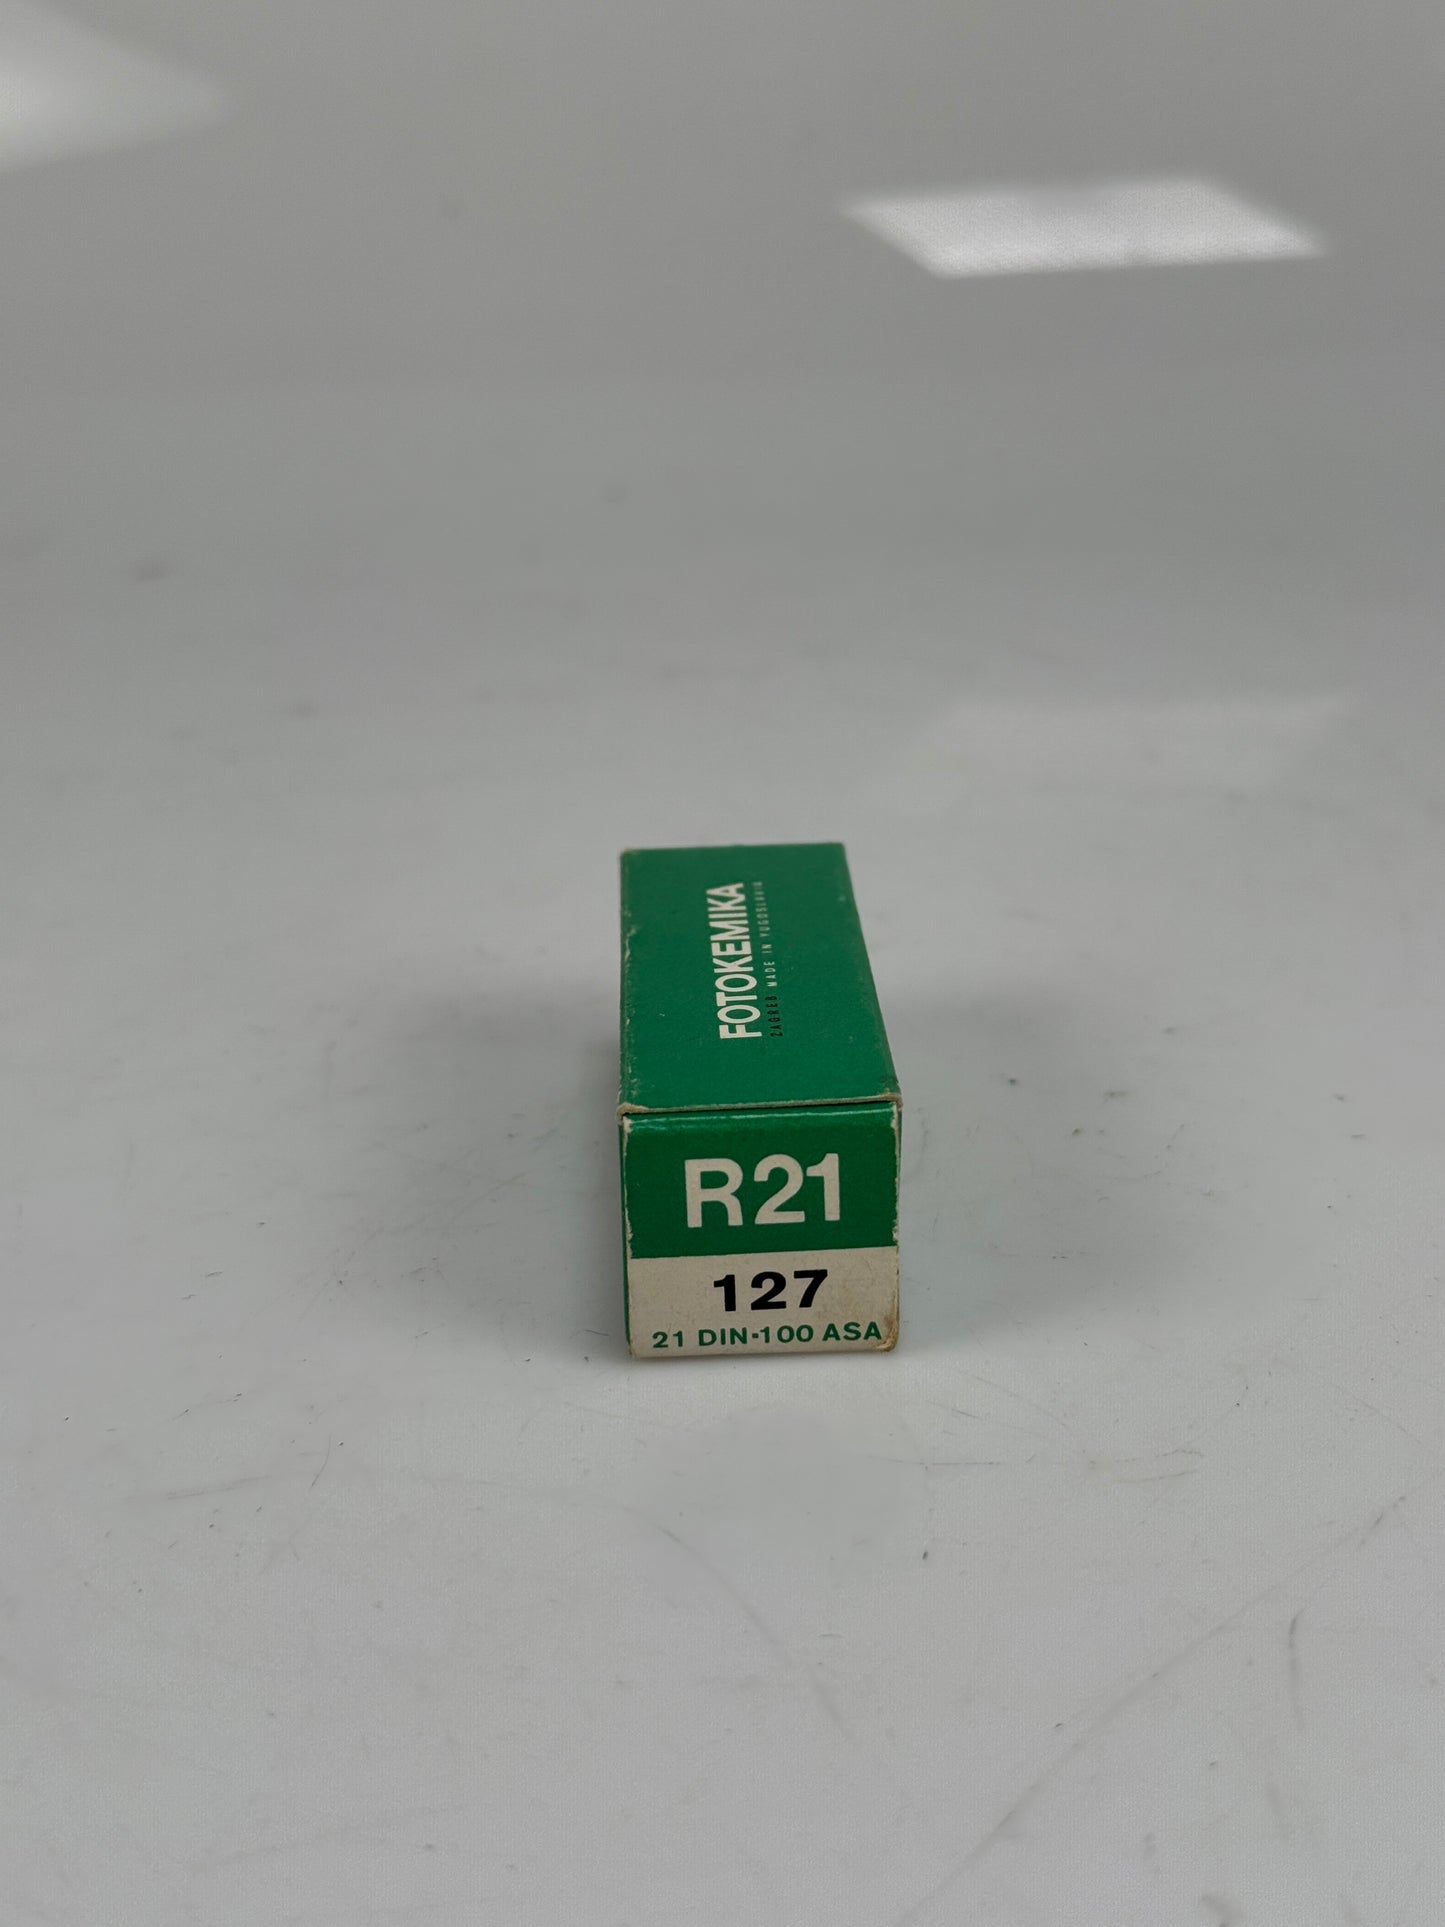 FOTOKEMIKA
ZAGREB MADE IN YUGOSLAVIA
R21
127
21 DIN·100 ASA